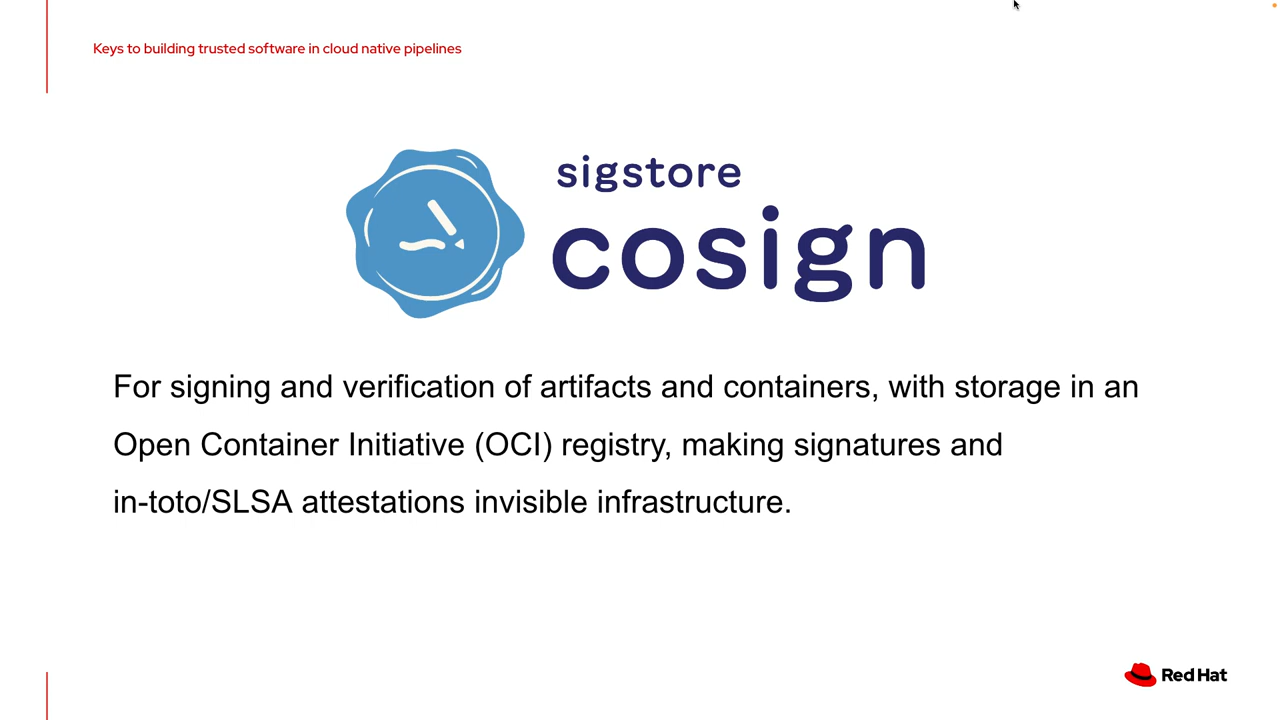 Keys to building trusted software in cloud native pipelines
sigstore
cosign
For signing and verification of artifacts and containers, with storage in an
Open Container Initiative (OCI) registry, making signatures and
in-toto/SLSA attestations invisible infrastructure.
Red Hat